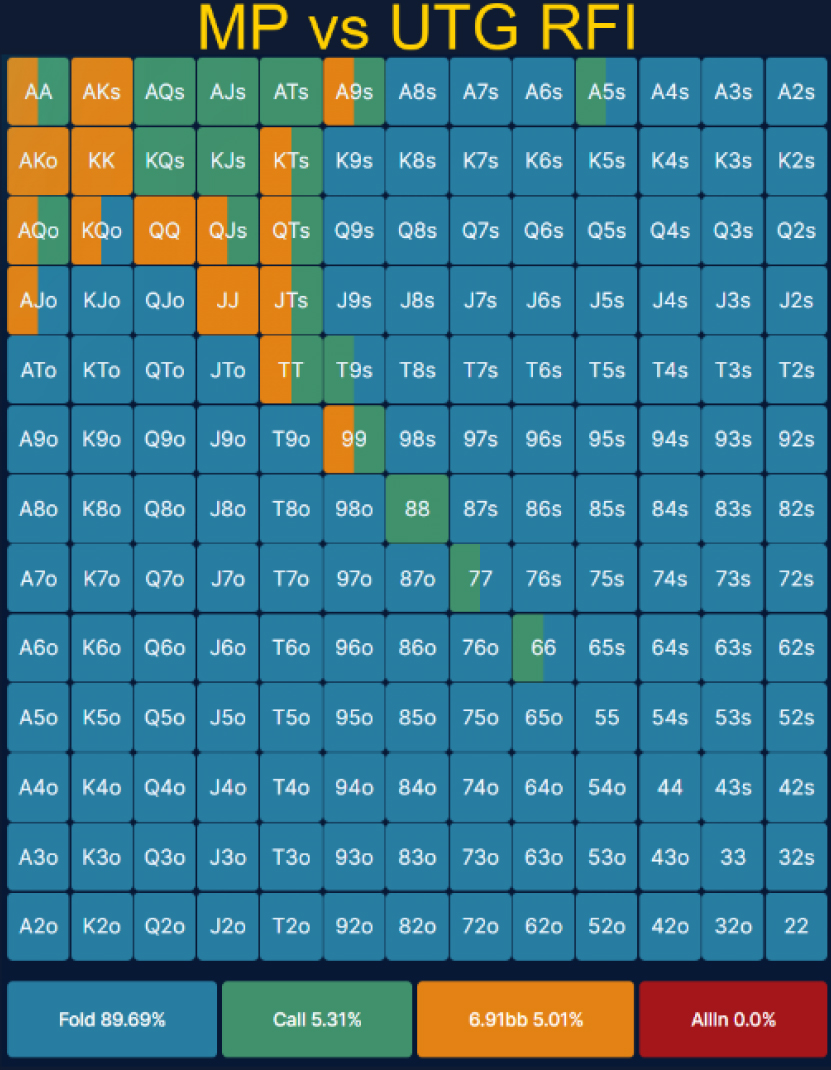 MP vs UTG RFI
AA AKs AQs AJs ATs A9s A8s A7s A6s A5s A4s A3s A2s
AKo KK KQs KJs KTs K9s K8s K7s K6s K5s K4s K3s K2s
AQo KQo QQ QJs QTs Q9s Q8s Q7s Q6s Q5s Q4s Q3s Q2s
AJo KJo QJo JJ JTs J9s J8s J7s J6s J5s J4s J3s J2s
ATo KTo QTo JTo TT T9s T8s T7s T6s T5s T4s T3s T2s
A9o K9o Q9o J9o T9o 99 98s 97s 96s 95s 94s 93s 92s
A8o K8o Q8o J8o T8o 98o 88 87s 86s 85s 84s 83s 82s
A7o K7o Q7o J7o T7o 97o 87o 77 76s 75s 74s 73s 72s
A6o K6o Q6o J6o T6o 96o 86o 76o 66 65s 64s 63s 62s
A5o K5o Q5o J5o T5o 95o 85o 75o 65o 55 54s 53s 52s
A4o K4o Q4o J4o T4o 94o 84o 74o 64o 54o 44 43s 42s
A3o K3o Q3o J3o T3o 93o 83o 73o 63o 53o 43o 33 32s
A2o K2o Q2o J2o T2o 92o 82o 72o 62o 52o 42o 32o 22
Fold 89.69% Call 5.31% 6.91bb 5.01% AllIn 0.0%